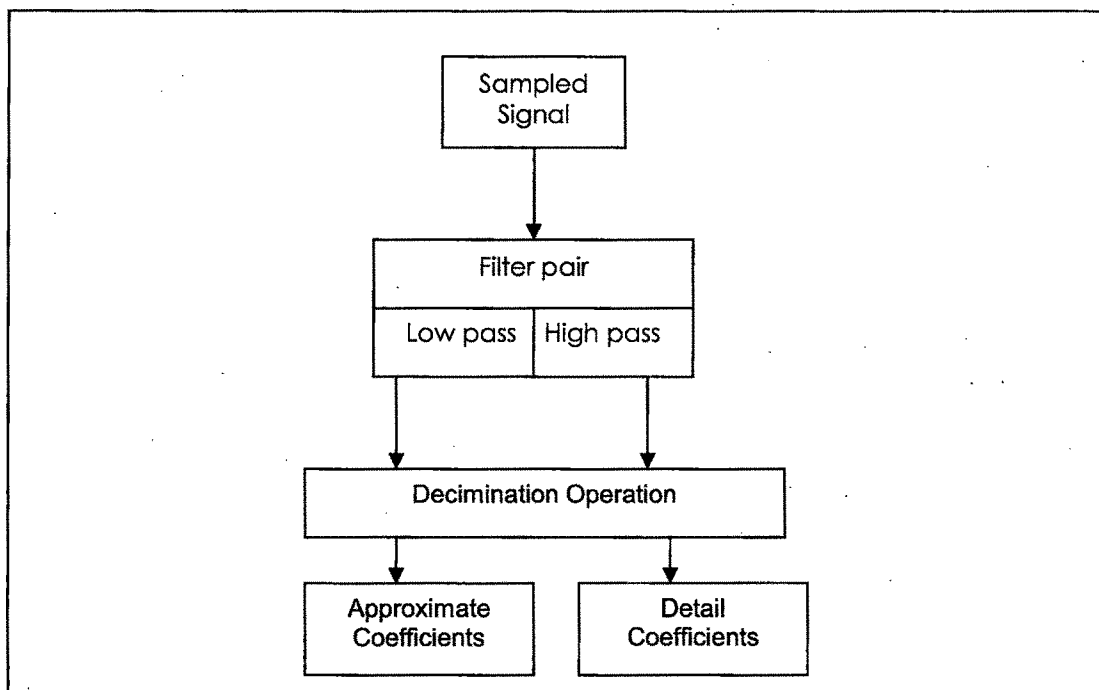 Sampled
Signal
Filter pair
Low pass
High pass
Decimination Operation
Approximate
Coefficients
Detail
Coefficients